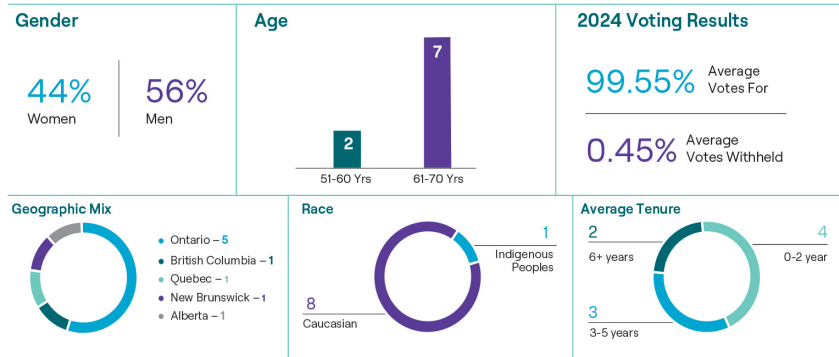 Gender
44%
Women
56%
Men
Age
2
51-60 Yrs
7
61-70 Yrs
2024 Voting Results
99.55%
Average
Votes For
0.45%
Average
Votes Withheld
Geographic Mix
Ontario – 5
British Columbia – 1
Quebec – 1
New Brunswick – 1
Alberta – 1
Race
1
Indigenous
Peoples
8
Caucasian
Average Tenure
2
6+ years
4
0-2 year
3
3-5 years